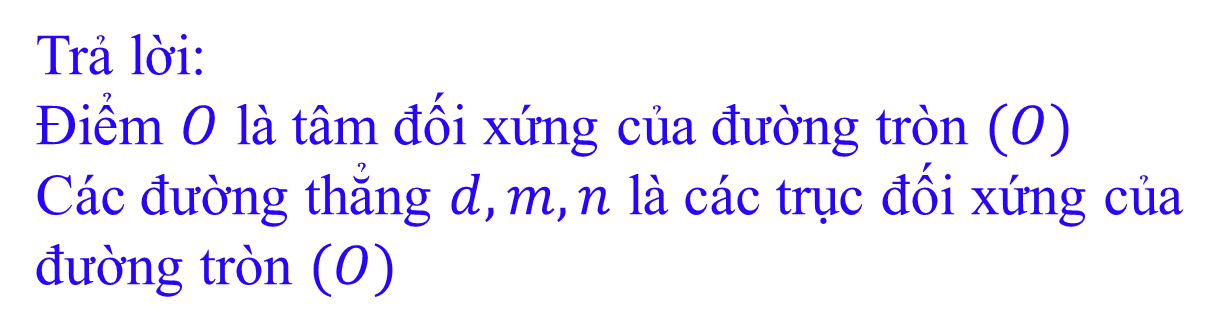 Trả lời:
Điểm O là tâm đối xứng của đường tròn (O)
Các đường thẳng d, m, n là các trục đối xứng của
đường tròn (O)